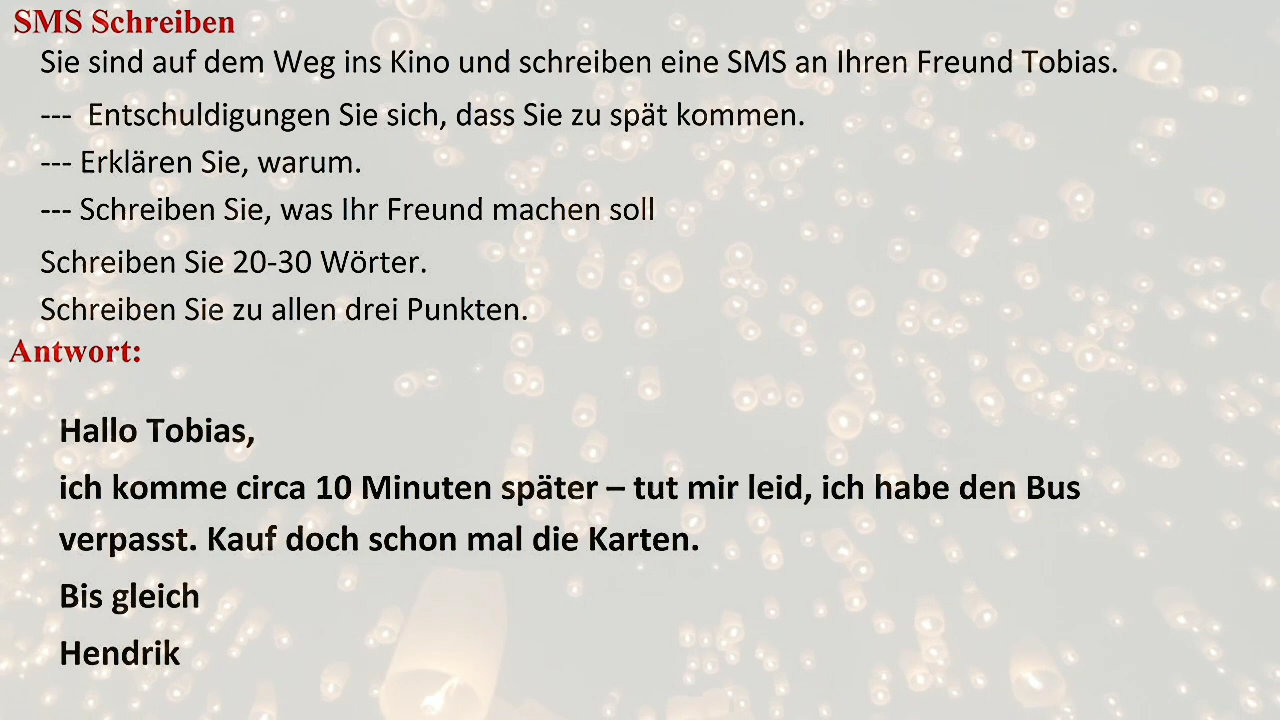 SMS Schreiben
Sie sind auf dem Weg ins Kino und schreiben eine SMS an Ihren Freund Tobias.
--- Entschuldigungen Sie sich, dass Sie zu spät kommen.
--- Erklären Sie, warum.
--- Schreiben Sie, was Ihr Freund machen soll
Schreiben Sie 20-30 Wörter.
Schreiben Sie zu allen drei Punkten.
Antwort:
Hallo Tobias,
ich komme circa 10 Minuten später – tut mir leid, ich habe den Bus
verpasst. Kauf doch schon mal die Karten.
Bis gleich
Hendrik